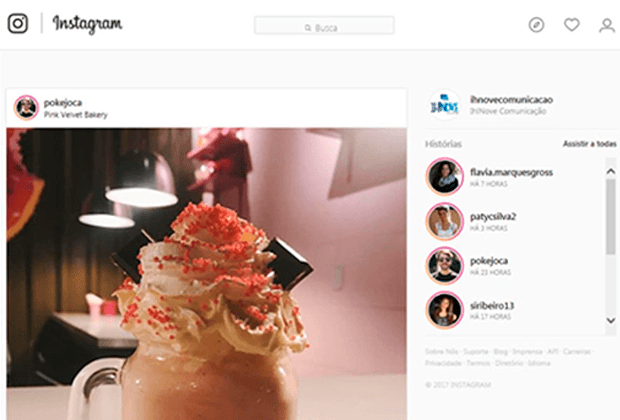 Instagram
Busca
pokejoca
Pink Velvet Bakery
ihnovecomunicacao
IhNove Comunicação
Histórias
Assistir a todas
flavia.marquesgross
HÁ 7 HORAS
patycsilva2
HÁ 3 HORAS
pokejoca
HÁ 23 HORAS
siribeiro13
HÁ 17 HORAS
Sobre Nós · Suporte · Blog · Imprensa · API · Carreiras ·
Privacidade · Termos · Diretório · Idioma
© 2017 INSTAGRAM